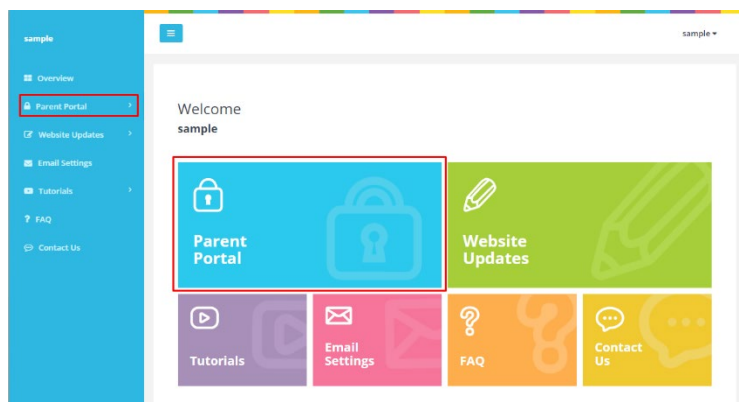 sample
sample
Overview
Parent Portal
Website Updates
Email Settings
Tutorials
FAQ
Contact Us
Welcome
sample
Parent
Portal
Website
Updates
Tutorials
Email
Settings
FAQ
Contact
Us